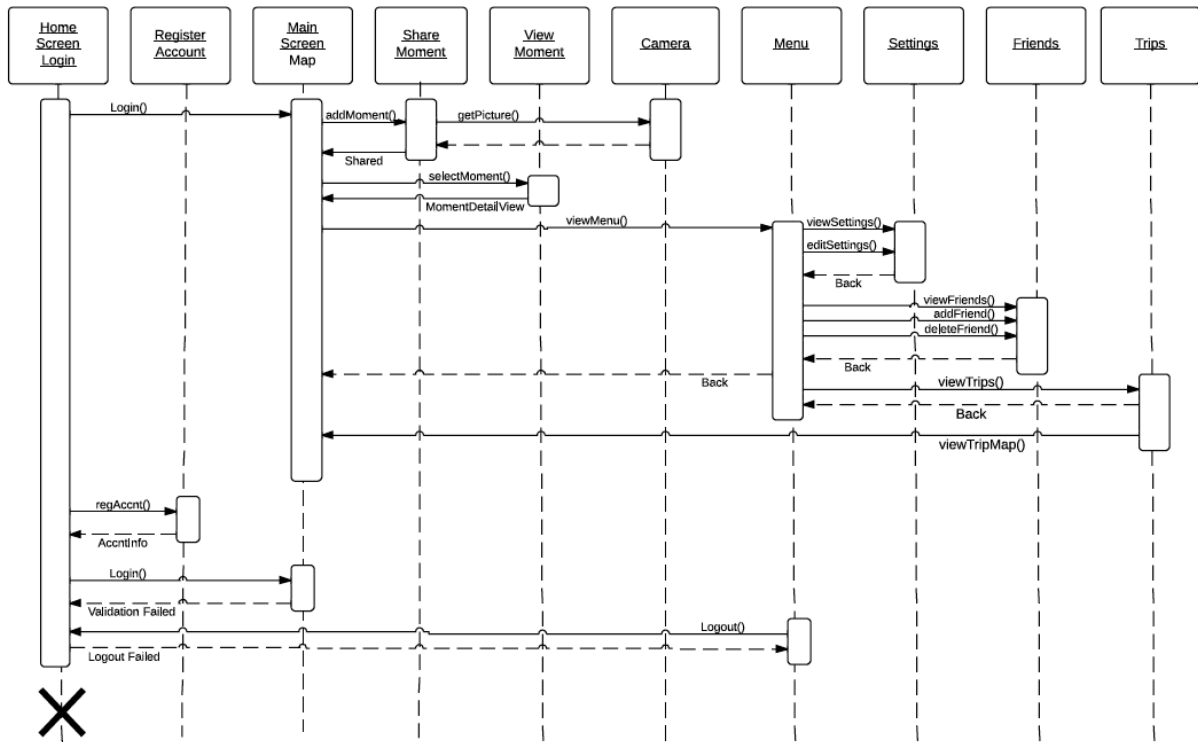 Home
Screen
Login
Register
Account
Main
Screen
Map
Share
Moment
View
Moment
Camera
Menu
Settings
Friends
Trips
Login()
addMoment()
getPicture()
Shared
selectMoment()
MomentDetailView
viewMenu()
viewSettings()
editSettings()
Back
viewFriends()
addFriend()
deleteFriend()
Back
Back
viewTrips()
Back
viewTripMap()
regAccnt()
AccntInfo
Login()
Validation Failed
Logout()
Logout Failed